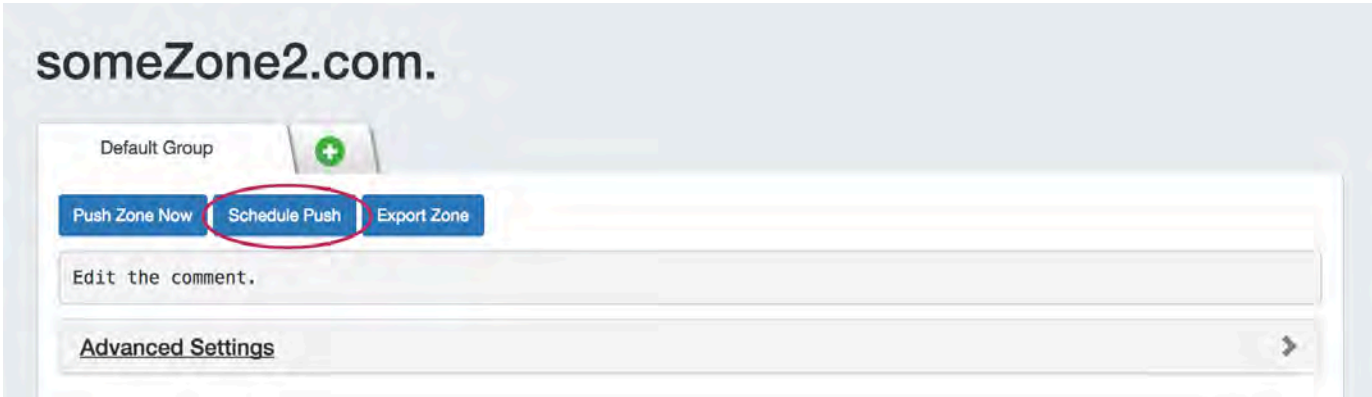 someZone2.com.
Default Group
Push Zone Now Schedule Push Export Zone
Edit the comment.
Advanced Settings